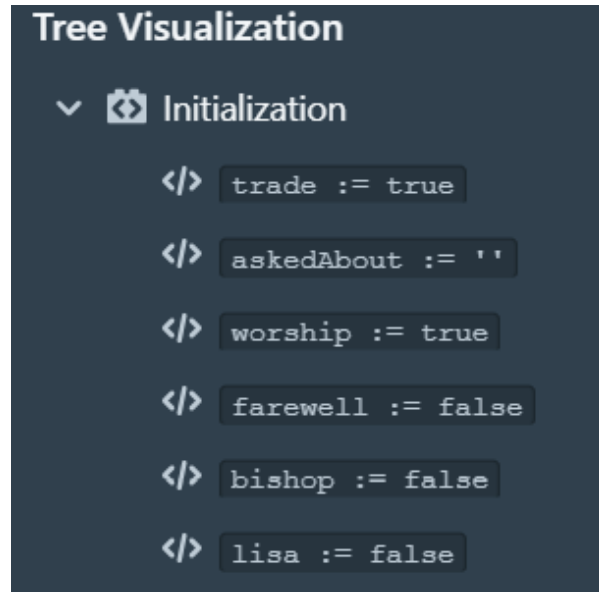 Tree Visualization
Initialization
trade := true
askedAbout := ''
worship := true
farewell := false
bishop := false
lisa := false